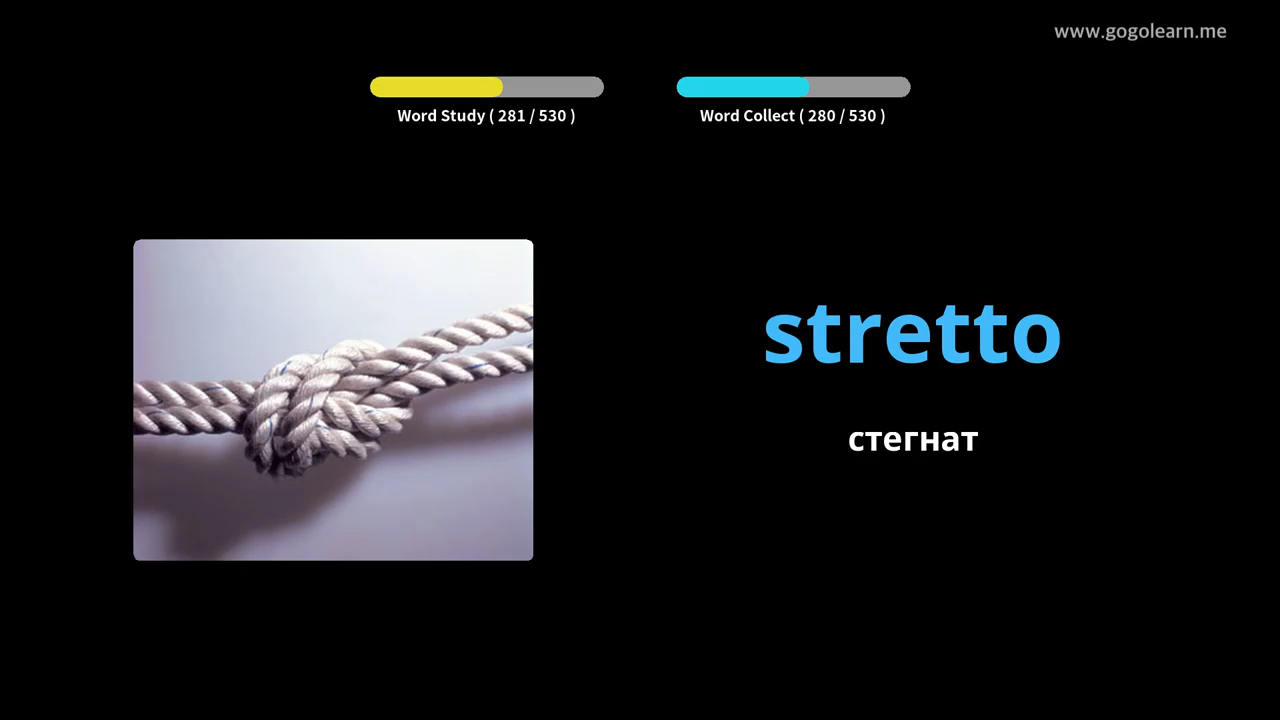 www.gogolearn.me
Word Study ( 281 / 530 )
Word Collect ( 280 / 530 )
stretto
стегнат